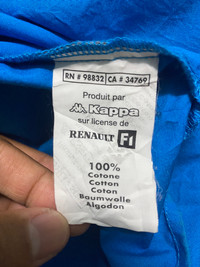 RN # 98832 CA # 34769
Produit par
Kappa
sur license de
RENAULT F1
100%
Cotone
Cotton
Coton
Baumwolle
Algodon